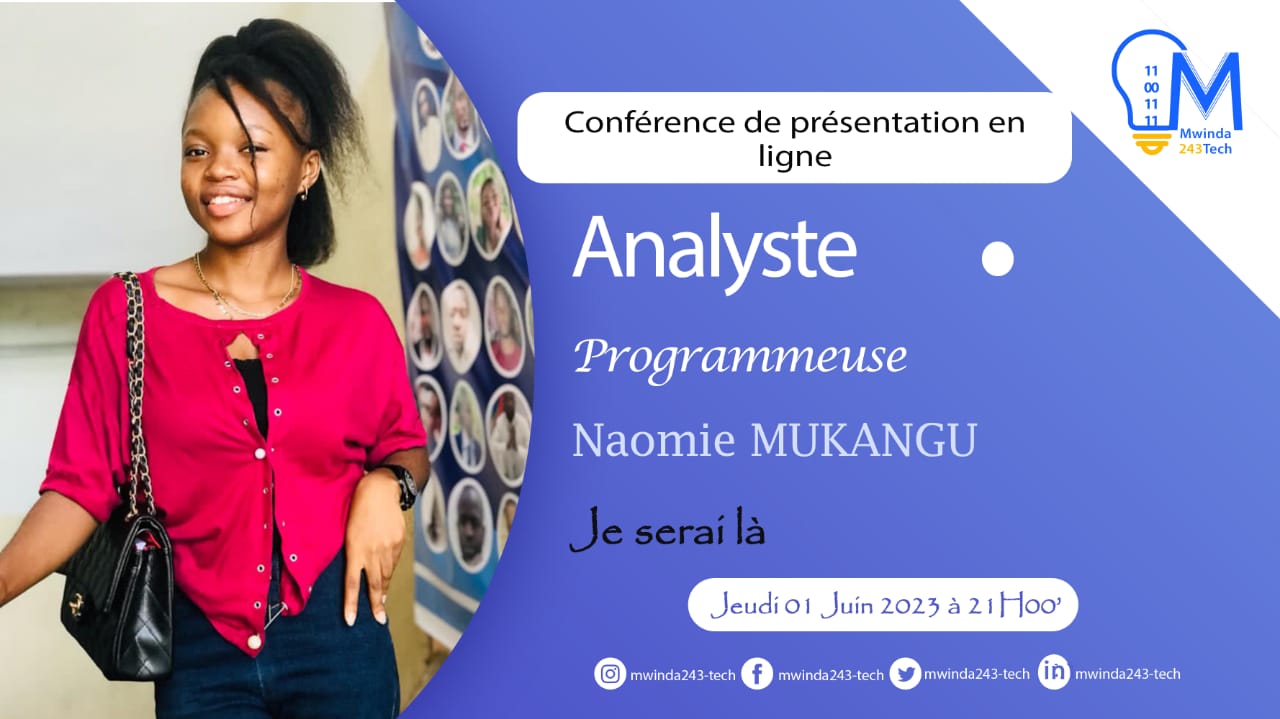 11
00
11
11
M
Mwinda
243Tech
Conférence de présentation en
ligne
Analyste
Programmeuse
Naomie MUKANGU
Je serai là
Jeudi 01 Juin 2023 à 21H00’
mwinda243-tech mwinda243-tech mwinda243-tech in mwinda243-tech